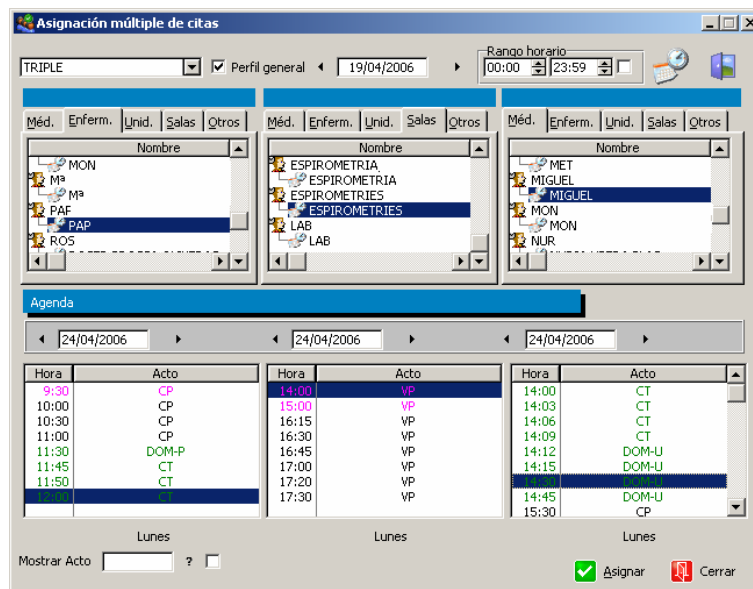 Asignación múltiple de citas
TRIPLE Perfil general 19/04/2006 Rango horario 00:00 23:59
Méd. Enferm. Unid. Salas Otros Méd. Enferm. Unid. Salas Otros Méd. Enferm. Unid. Salas Otros
Nombre Nombre Nombre
MON ESPIROMETRIA MET
Mª ESPIROMETRIA MIGUEL
Mª ESPIROMETRIES MIGUEL
PAF ESPIROMETRIES MON
PAP LAB MON
ROS LAB NUR
Agenda
24/04/2006 24/04/2006 24/04/2006
Hora Acto Hora Acto Hora Acto
9:30 CP 14:00 VP 14:00 CT
10:00 CP 15:00 VP 14:03 CT
10:30 CP 16:15 VP 14:06 CT
11:00 CP 16:30 VP 14:09 CT
11:30 DOM-P 16:45 VP 14:12 DOM-U
11:45 CT 17:00 VP 14:15 DOM-U
11:50 CT 17:20 VP 14:30 DOM-U
12:00 CT 17:30 VP 14:45 DOM-U
15:30 CP
Lunes Lunes Lunes
Mostrar Acto ?
Asignar Cerrar